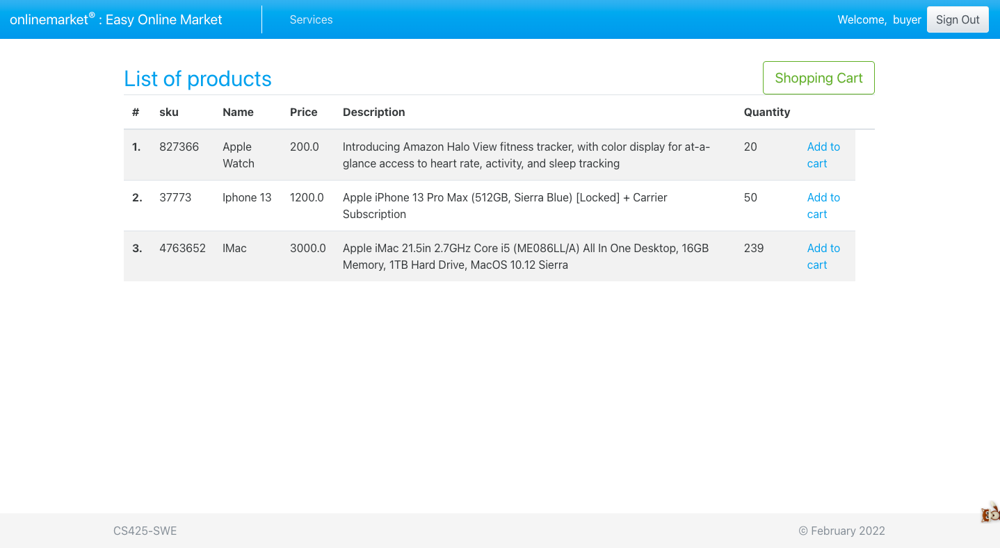 onlinemarket® : Easy Online Market Services Welcome, buyer Sign Out
List of products Shopping Cart
# sku Name Price Description Quantity
1. 827366 Apple 200.0 Introducing Amazon Halo View fitness tracker, with color display for at-a- 20 Add to
Watch glance access to heart rate, activity, and sleep tracking cart
2. 37773 Iphone 13 1200.0 Apple iPhone 13 Pro Max (512GB, Sierra Blue) [Locked] + Carrier 50 Add to
Subscription cart
3. 4763652 IMac 3000.0 Apple iMac 21.5in 2.7GHz Core i5 (ME086LL/A) All In One Desktop, 16GB 239 Add to
Memory, 1TB Hard Drive, MacOS 10.12 Sierra cart
CS425-SWE © February 2022